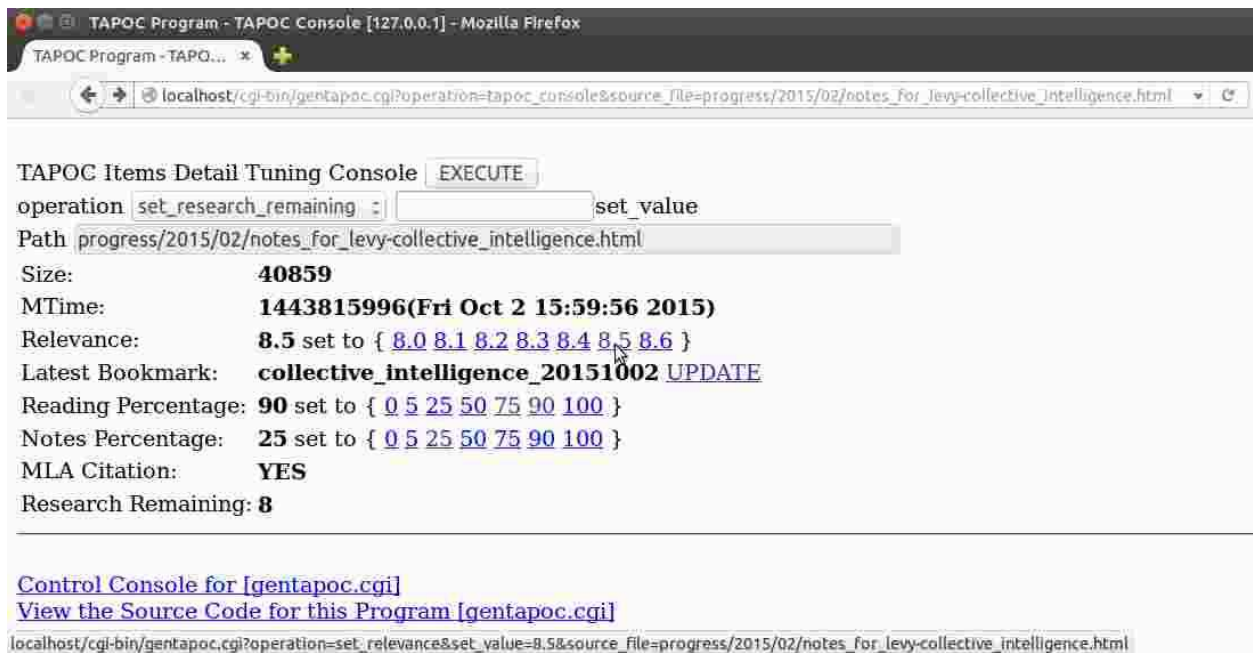 TAPOC Program - TAPOC Console [127.0.0.1] - Mozilla Firefox
TAPOC Program - TAPO... ×
localhost/cgi-bin/gentapoc.cgi?operation=tapoc_console&source_file=progress/2015/02/notes_for_levy-collective_intelligence.html
TAPOC Items Detail Tuning Console EXECUTE
operation set_research_remaining set_value
Path progress/2015/02/notes_for_levy-collective_intelligence.html
Size: 40859
MTime: 1443815996(Fri Oct 2 15:59:56 2015)
Relevance: 8.5 set to { 8.0 8.1 8.2 8.3 8.4 8.5 8.6 }
Latest Bookmark: collective_intelligence_20151002 UPDATE
Reading Percentage: 90 set to { 0 5 25 50 75 90 100 }
Notes Percentage: 25 set to { 0 5 25 50 75 90 100 }
MLA Citation: YES
Research Remaining: 8
Control Console for [gentapoc.cgi]
View the Source Code for this Program [gentapoc.cgi]
localhost/cgi-bin/gentapoc.cgi?operation=set_relevance&set_value=8.5&source_file=progress/2015/02/notes_for_levy-collective_intelligence.html